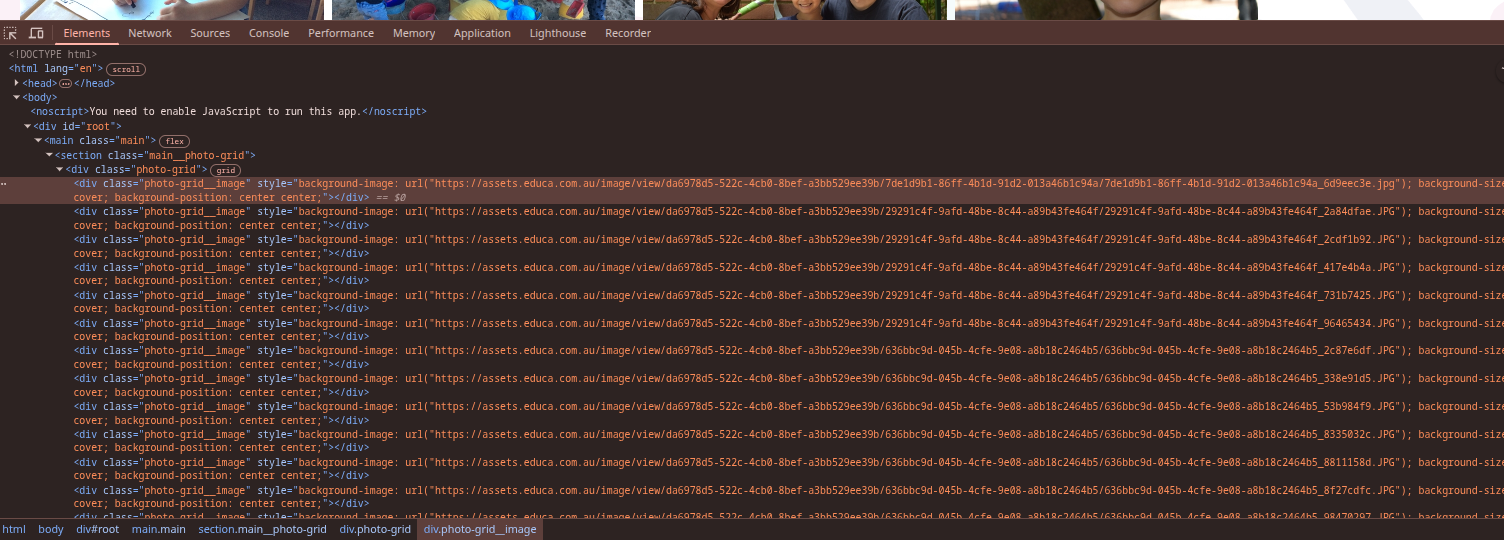 Elements Network Sources Console Performance Memory Application Lighthouse Recorder
<!DOCTYPE html>
<html lang="en"> scroll
<head> ⋯ </head>
<body>
<noscript>You need to enable JavaScript to run this app.</noscript>
<div id="root">
<main class="main"> flex
<section class="main__photo-grid">
<div class="photo-grid"> grid
<div class="photo-grid__image" style="background-image: url("https://assets.educa.com.au/image/view/da6978d5-522c-4cb0-8bef-a3bb529ee39b/7de1d9b1-86ff-4b1d-91d2-013a46b1c94a/7de1d9b1-86ff-4b1d-91d2-013a46b1c94a_6d9eec3e.jpg"); background-size
cover; background-position: center center;"></div> == $0
<div class="photo-grid__image" style="background-image: url("https://assets.educa.com.au/image/view/da6978d5-522c-4cb0-8bef-a3bb529ee39b/29291c4f-9afd-48be-8c44-a89b43fe464f/29291c4f-9afd-48be-8c44-a89b43fe464f_2a84dfae.JPG"); background-size
cover; background-position: center center;"></div>
<div class="photo-grid__image" style="background-image: url("https://assets.educa.com.au/image/view/da6978d5-522c-4cb0-8bef-a3bb529ee39b/29291c4f-9afd-48be-8c44-a89b43fe464f/29291c4f-9afd-48be-8c44-a89b43fe464f_2cdf1b92.JPG"); background-size
cover; background-position: center center;"></div>
<div class="photo-grid__image" style="background-image: url("https://assets.educa.com.au/image/view/da6978d5-522c-4cb0-8bef-a3bb529ee39b/29291c4f-9afd-48be-8c44-a89b43fe464f/29291c4f-9afd-48be-8c44-a89b43fe464f_417e4b4a.JPG"); background-size
cover; background-position: center center;"></div>
<div class="photo-grid__image" style="background-image: url("https://assets.educa.com.au/image/view/da6978d5-522c-4cb0-8bef-a3bb529ee39b/29291c4f-9afd-48be-8c44-a89b43fe464f/29291c4f-9afd-48be-8c44-a89b43fe464f_731b7425.JPG"); background-size
cover; background-position: center center;"></div>
<div class="photo-grid__image" style="background-image: url("https://assets.educa.com.au/image/view/da6978d5-522c-4cb0-8bef-a3bb529ee39b/29291c4f-9afd-48be-8c44-a89b43fe464f/29291c4f-9afd-48be-8c44-a89b43fe464f_96465434.JPG"); background-size
cover; background-position: center center;"></div>
<div class="photo-grid__image" style="background-image: url("https://assets.educa.com.au/image/view/da6978d5-522c-4cb0-8bef-a3bb529ee39b/636bbc9d-045b-4cfe-9e08-a8b18c2464b5/636bbc9d-045b-4cfe-9e08-a8b18c2464b5_2c87e6df.JPG"); background-size
cover; background-position: center center;"></div>
<div class="photo-grid__image" style="background-image: url("https://assets.educa.com.au/image/view/da6978d5-522c-4cb0-8bef-a3bb529ee39b/636bbc9d-045b-4cfe-9e08-a8b18c2464b5/636bbc9d-045b-4cfe-9e08-a8b18c2464b5_338e91d5.JPG"); background-size
cover; background-position: center center;"></div>
<div class="photo-grid__image" style="background-image: url("https://assets.educa.com.au/image/view/da6978d5-522c-4cb0-8bef-a3bb529ee39b/636bbc9d-045b-4cfe-9e08-a8b18c2464b5/636bbc9d-045b-4cfe-9e08-a8b18c2464b5_53b984f9.JPG"); background-size
cover; background-position: center center;"></div>
<div class="photo-grid__image" style="background-image: url("https://assets.educa.com.au/image/view/da6978d5-522c-4cb0-8bef-a3bb529ee39b/636bbc9d-045b-4cfe-9e08-a8b18c2464b5/636bbc9d-045b-4cfe-9e08-a8b18c2464b5_8335032c.JPG"); background-size
cover; background-position: center center;"></div>
<div class="photo-grid__image" style="background-image: url("https://assets.educa.com.au/image/view/da6978d5-522c-4cb0-8bef-a3bb529ee39b/636bbc9d-045b-4cfe-9e08-a8b18c2464b5/636bbc9d-045b-4cfe-9e08-a8b18c2464b5_8811158d.JPG"); background-size
cover; background-position: center center;"></div>
<div class="photo-grid__image" style="background-image: url("https://assets.educa.com.au/image/view/da6978d5-522c-4cb0-8bef-a3bb529ee39b/636bbc9d-045b-4cfe-9e08-a8b18c2464b5/636bbc9d-045b-4cfe-9e08-a8b18c2464b5_8f27cdfc.JPG"); background-size
cover; background-position: center center;"></div>
html body div#root main.main section.main__photo-grid div.photo-grid div.photo-grid__image